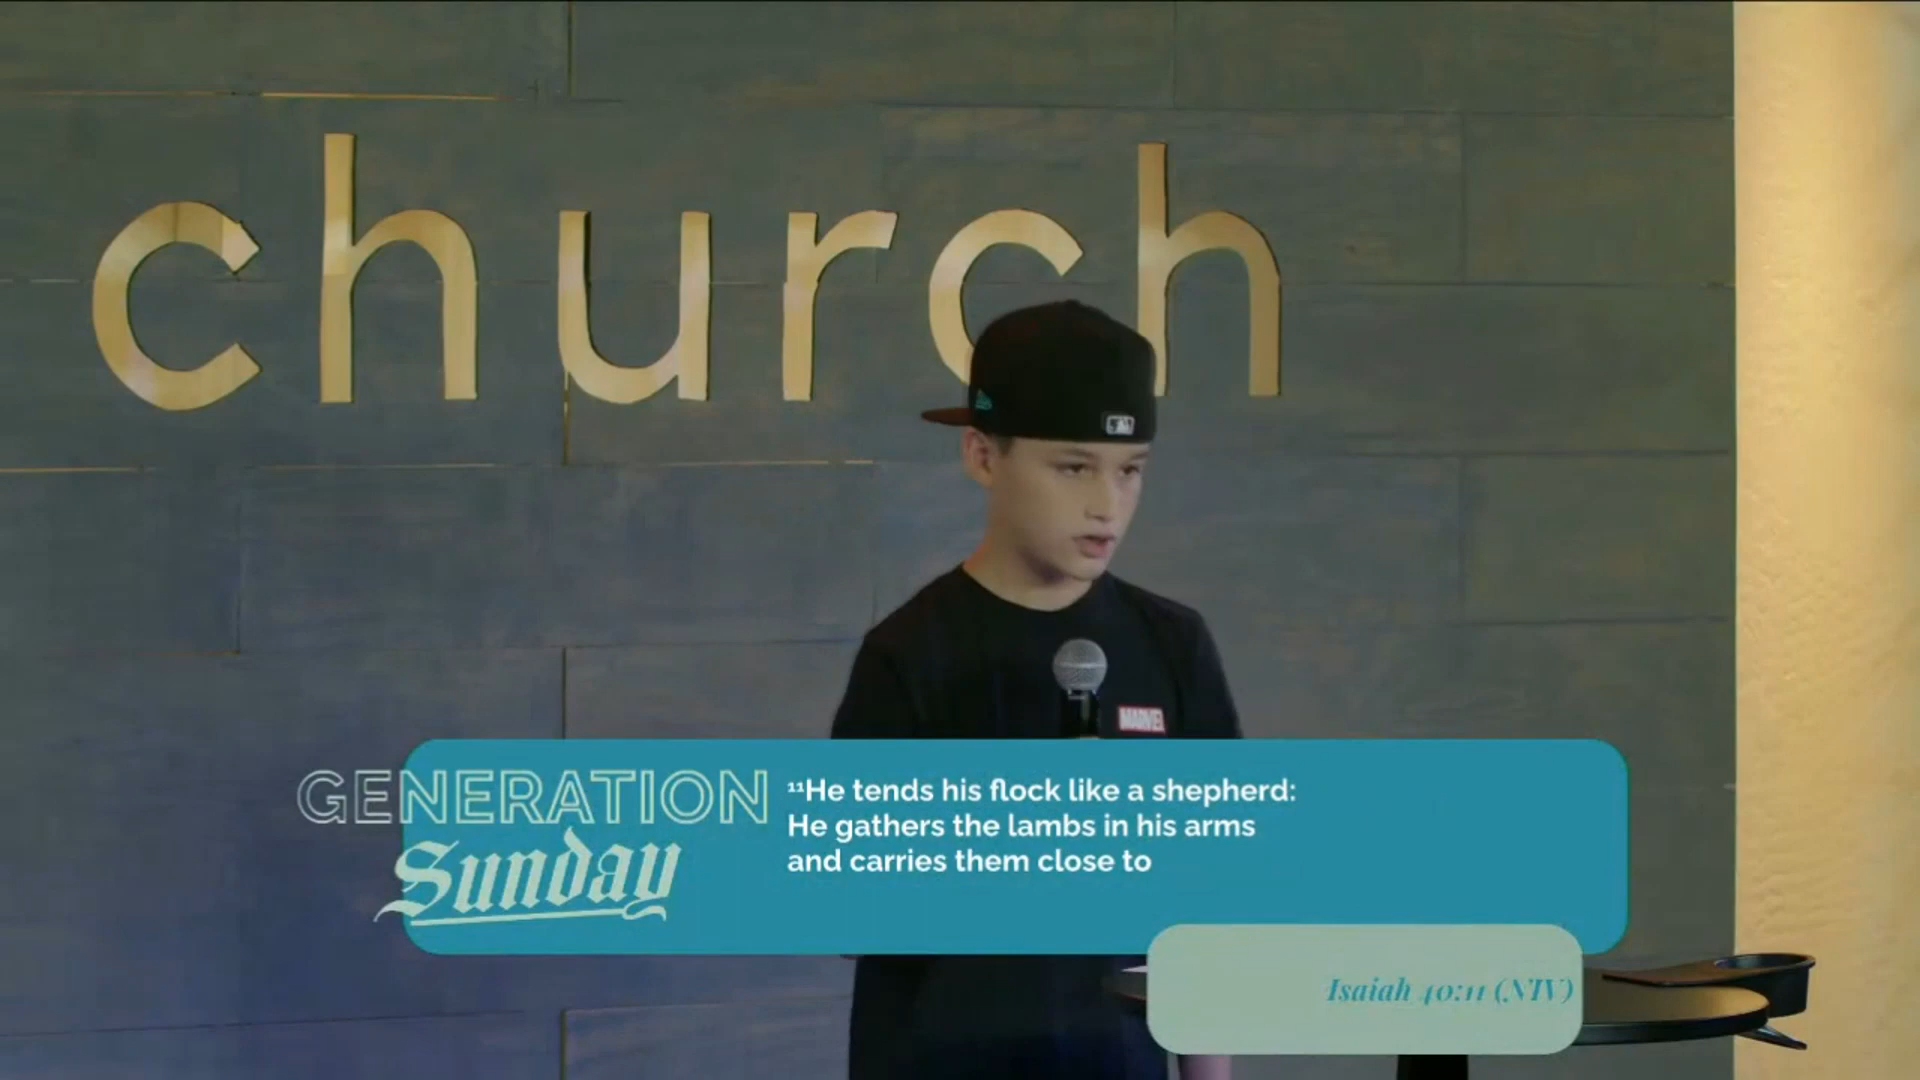 church
MARVEL
GENERATION
Sunday
¹¹He tends his flock like a shepherd:
He gathers the lambs in his arms
and carries them close to
Isaiah 40:11 (NIV)